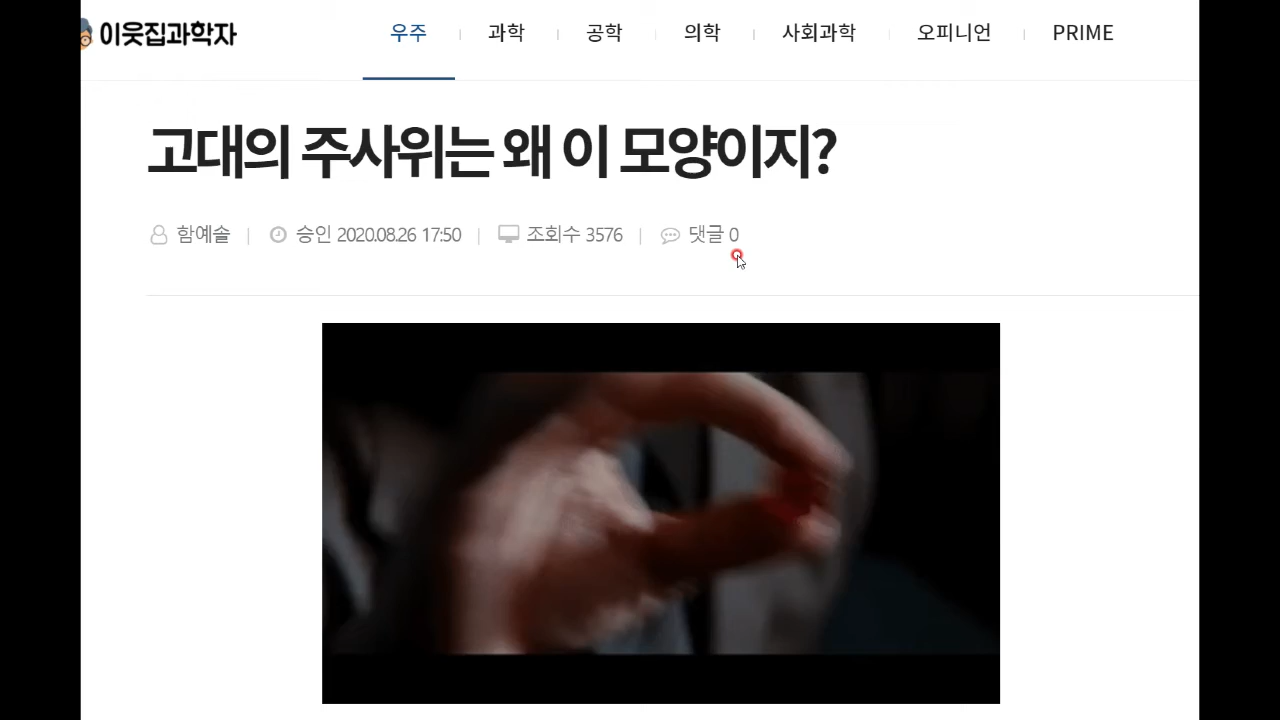 이웃집과학자
우주 과학 공학 의학 사회과학 오피니언 PRIME
고대의 주사위는 왜 이 모양이지?
함예솔 승인 2020.08.26 17:50 조회수 3576 댓글 0